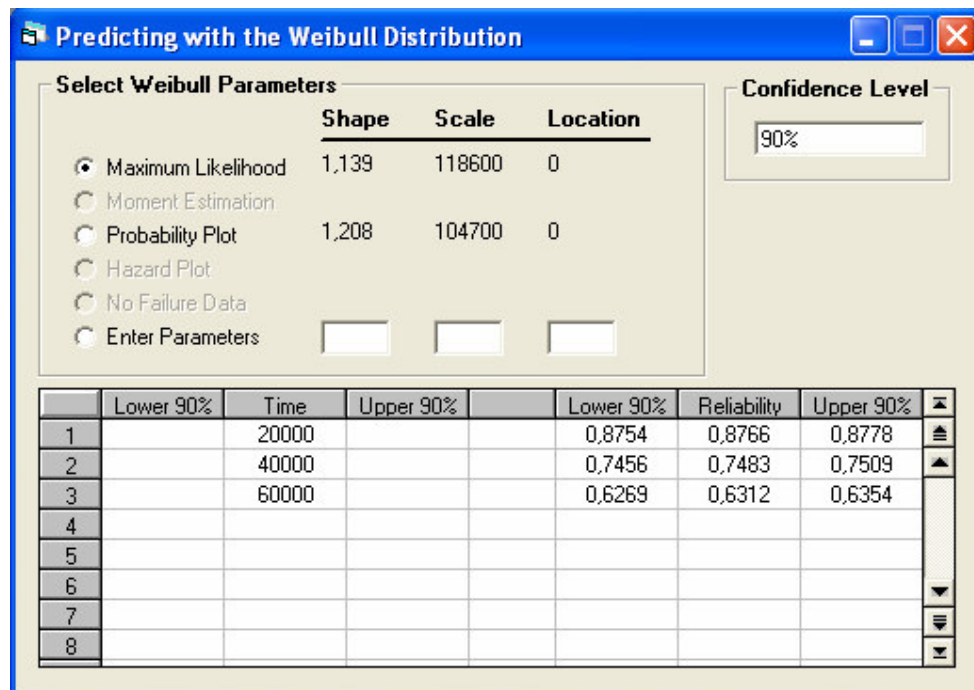 Predicting with the Weibull Distribution
Select Weibull Parameters
Confidence Level
Shape Scale Location
90%
Maximum Likelihood 1,139 118600 0
Moment Estimation
Probability Plot 1,208 104700 0
Hazard Plot
No Failure Data
Enter Parameters
Lower 90% Time Upper 90% Lower 90% Reliability Upper 90%
1 20000 0,8754 0,8766 0,8778
2 40000 0,7456 0,7483 0,7509
3 60000 0,6269 0,6312 0,6354
4
5
6
7
8